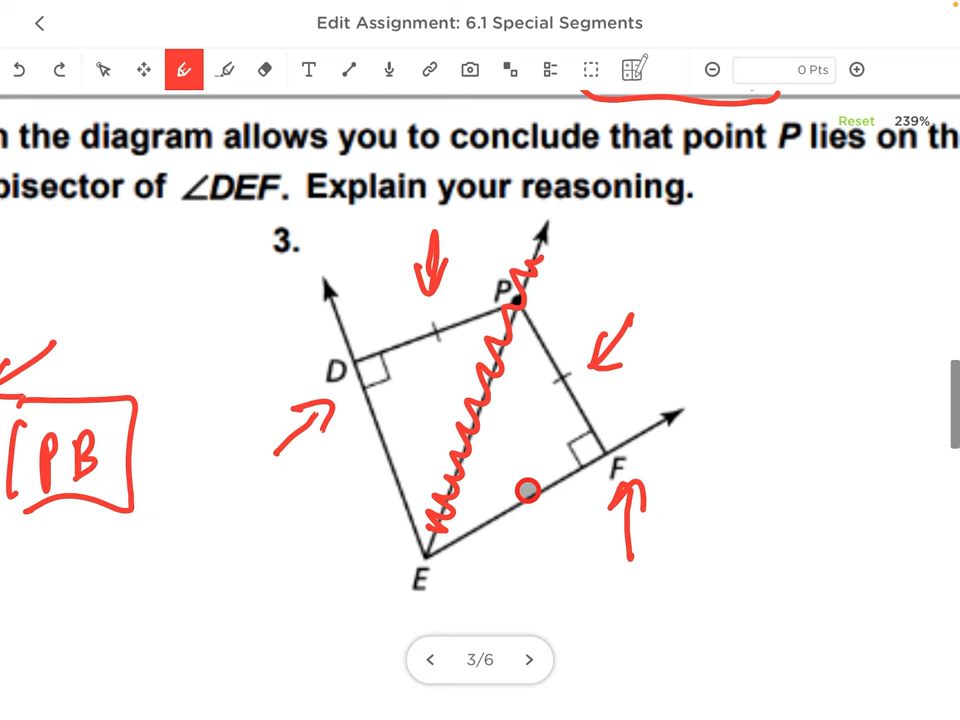 Edit Assignment: 6.1 Special Segments
T
0 Pts
Reset 239%
the diagram allows you to conclude that point P lies on th
bisector of ∠DEF. Explain your reasoning.
3.
P
D
PB
F
E
3/6